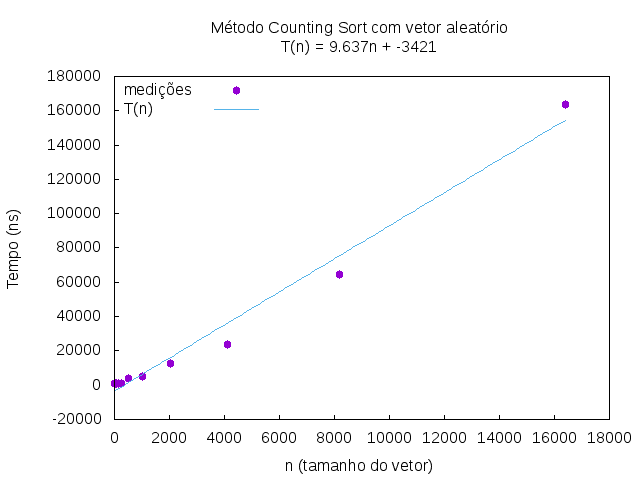 Método Counting Sort com vetor aleatório
T(n) = 9.637n + -3421
180000
160000
140000
120000
100000
80000
60000
40000
20000
0
-20000
medições
T(n)
Tempo (ns)
0 2000 4000 6000 8000 10000 12000 14000 16000 18000
n (tamanho do vetor)